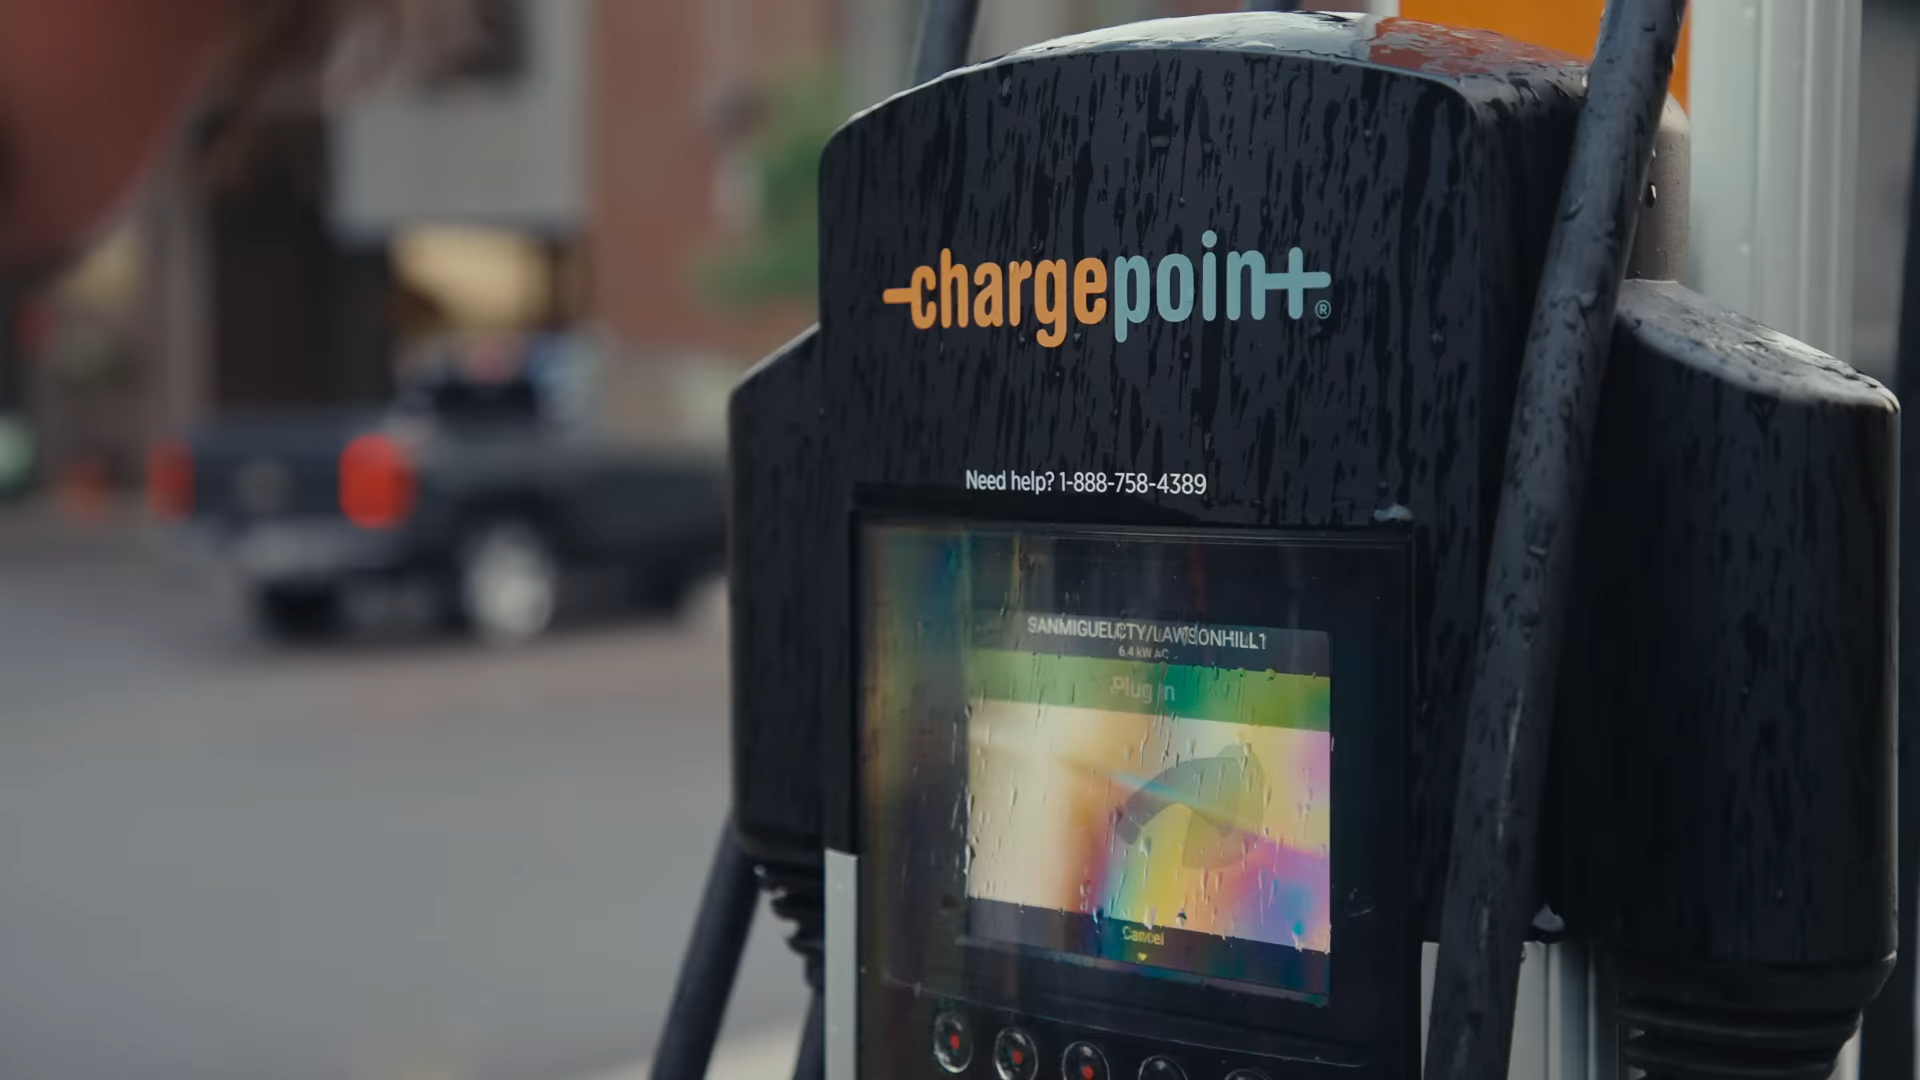 chargepoint®
Need help? 1-888-758-4389
SANMIGUELCTY/LAWSONHILL1
6.4 kW AC
Plug in
Cancel